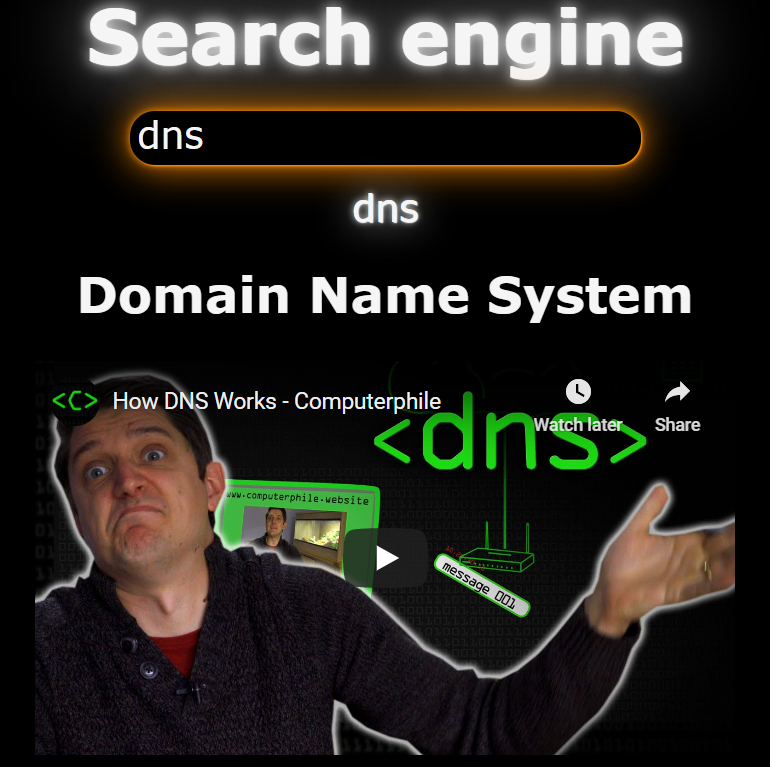 Search engine
dns
dns
Domain Name System
<C> How DNS Works - Computerphile
Watch later
Share
<dns>
www.computerphile.website
message 001